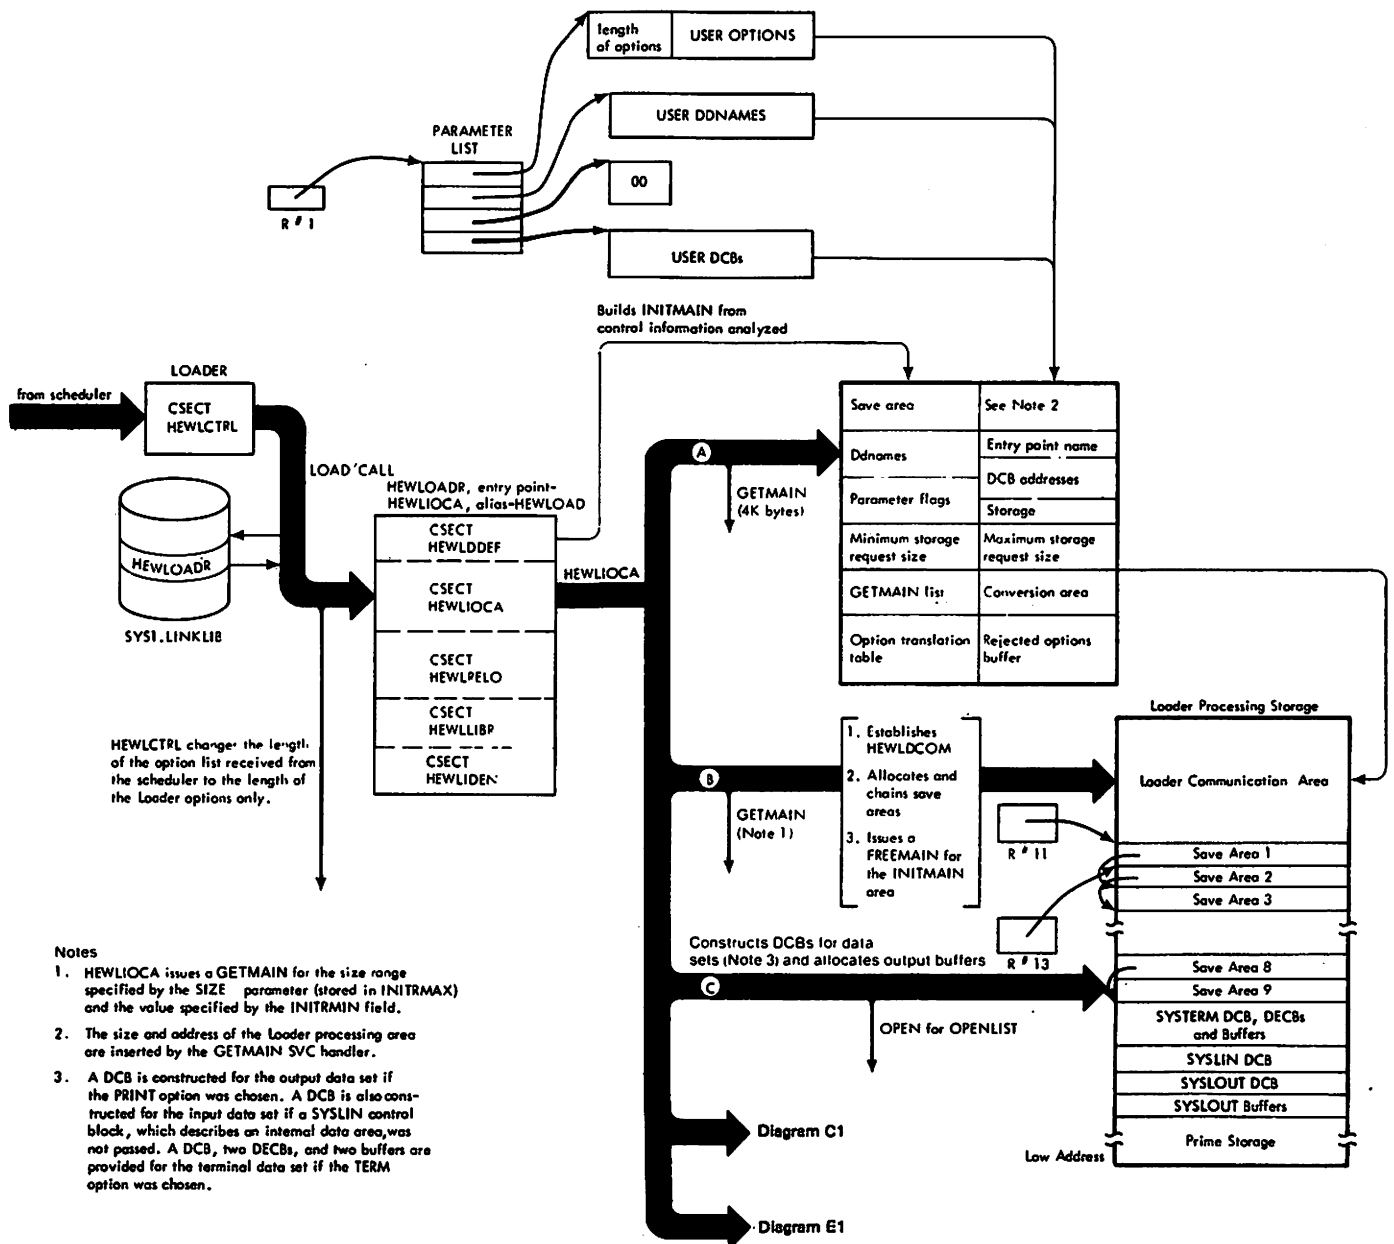 length
of options
USER OPTIONS
USER DDNAMES
PARAMETER
LIST
00
R # 1
USER DCBs
Builds INITMAIN from
control information analyzed
LOADER
from scheduler
CSECT
HEWLCTRL
LOAD'CALL
HEWLOADR, entry point-
HEWLIOCA, alias-HEWLOAD
HEWLOADR
SYS1.LINKLIB
CSECT
HEWLDDEF
CSECT
HEWLIOCA
CSECT
HEWLRELO
CSECT
HEWLLIBR
CSECT
HEWLIDEN
HEWLIOCA
A
GETMAIN
(4K bytes)
Save area
See Note 2
Ddnames
Entry point name
DCB addresses
Parameter flags
Storage
Minimum storage
request size
Maximum storage
request size
GETMAIN list
Conversion area
Option translation
table
Rejected options
buffer
HEWLCTRL changes the length
of the option list received from
the scheduler to the length of
the Loader options only.
B
GETMAIN
(Note 1)
1. Establishes
HEWLDCOM
2. Allocates and
chains save
areas
3. Issues a
FREEMAIN for
the INITMAIN
area
Loader Processing Storage
Loader Communication Area
R # 11
Save Area 1
Save Area 2
Save Area 3
R # 13
Constructs DCBs for data
sets (Note 3) and allocates output buffers
C
OPEN for OPENLIST
Save Area 8
Save Area 9
SYSTERM DCB, DECBs
and Buffers
SYSLIN DCB
SYSLOUT DCB
SYSLOUT Buffers
Prime Storage
Low Address
Diagram C1
Diagram E1
Notes
1. HEWLIOCA issues a GETMAIN for the size range
specified by the SIZE parameter (stored in INITRMAX)
and the value specified by the INITRMIN field.
2. The size and address of the Loader processing area
are inserted by the GETMAIN SVC handler.
3. A DCB is constructed for the output data set if
the PRINT option was chosen. A DCB is also con-
structed for the input data set if a SYSLIN control
block, which describes an internal data area,was
not passed. A DCB, two DECBs, and two buffers are
provided for the terminal data set if the TERM
option was chosen.